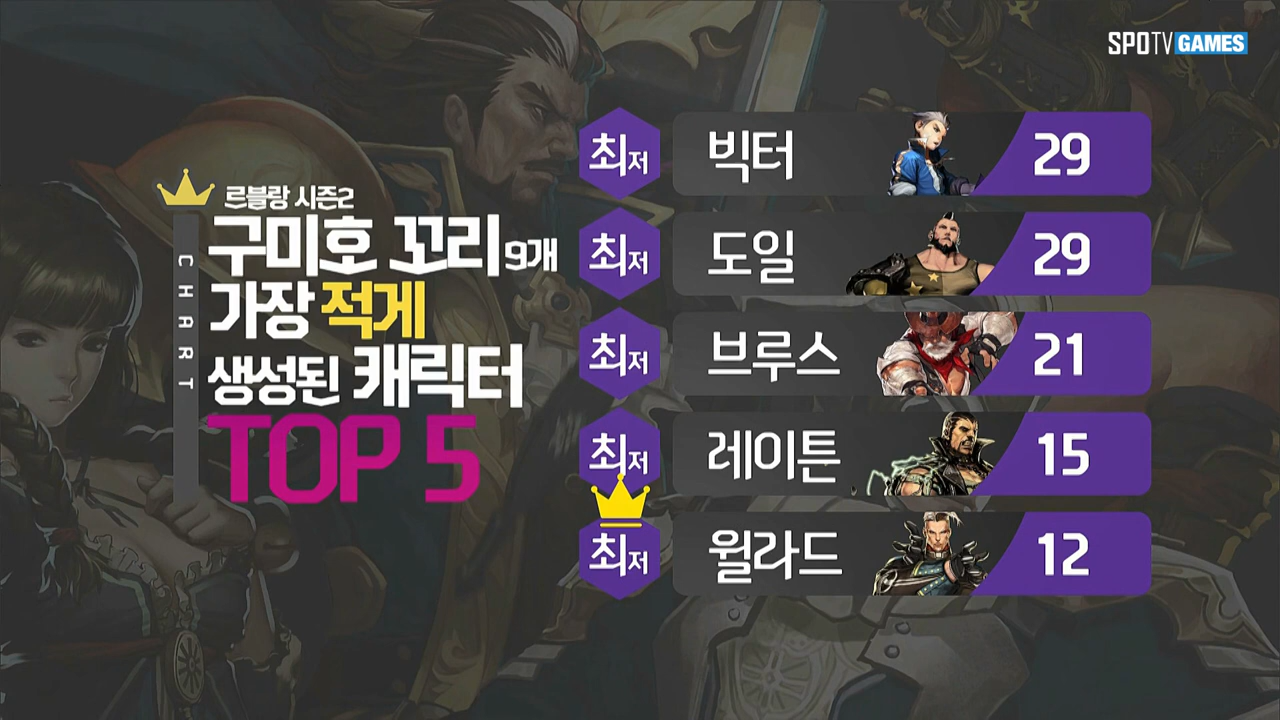 SPOTV GAMES
르블랑 시즌2
구미호 꼬리 9개
가장 적게
생성된 캐릭터
TOP 5
CHART
최저 빅터 29
최저 도일 29
최저 브루스 21
최저 레이튼 15
최저 윌라드 12